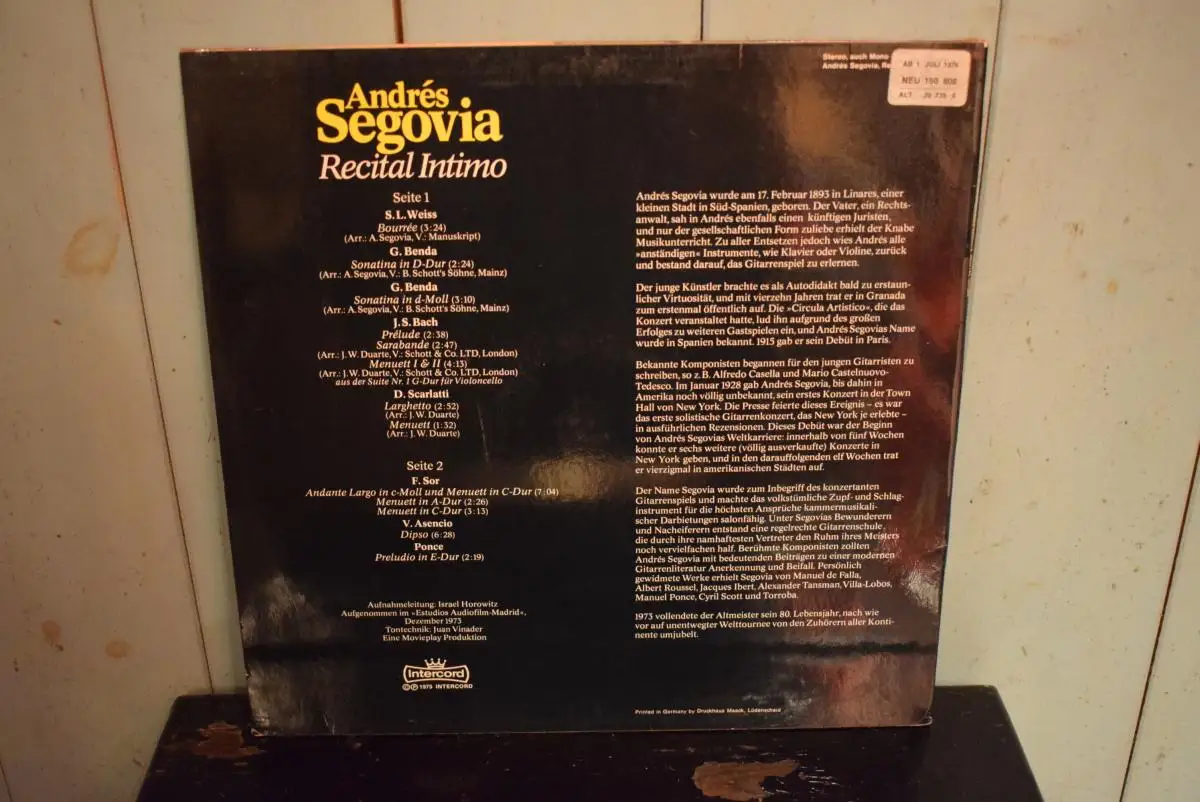 Stereo, auch Mono
Andrés Segovia,
AB 1 JULI 1976
NEU 160 808
ALT
Andrés
Segovia
Recital Intimo
Seite 1
S. L. Weiss
Bourrée (3:24)
(Arr.: A. Segovia, V.: Manuskript)
G. Benda
Sonatina in D-Dur (2:24)
(Arr.: A. Segovia, V.: B. Schott's Söhne, Mainz)
G. Benda
Sonatina in d-Moll (3:10)
(Arr.: A. Segovia, V.: B. Schott's Söhne, Mainz)
J. S. Bach
Prélude (2:38)
Sarabande (2:47)
(Arr.: J. W. Duarte, V.: Schott & Co. LTD, London)
Menuett I & II (4:13)
(Arr.: J. W. Duarte, V.: Schott & Co. LTD, London)
aus der Suite Nr. 1 G-Dur für Violoncello
D. Scarlatti
Larghetto (2:52)
(Arr.: J. W. Duarte)
Menuett (1:32)
(Arr.: J. W. Duarte)
Seite 2
F. Sor
Andante Largo in c-Moll und Menuett in C-Dur (7:04)
Menuett in A-Dur (2:26)
Menuett in C-Dur (3:13)
V. Asencio
Dipso (6:28)
Ponce
Preludio in E-Dur (2:19)
Aufnahmeleitung: Israel Horowitz
Aufgenommen im »Estudios Audiofilm-Madrid«,
Dezember 1973
Tontechnik: Juan Vinader
Eine Movieplay Produktion
Intercord
© ℗ 1975 INTERCORD
Andrés Segovia wurde am 17. Februar 1893 in Linares, einer
kleinen Stadt in Süd-Spanien, geboren. Der Vater, ein Rechts-
anwalt, sah in Andrés ebenfalls einen künftigen Juristen,
und nur der gesellschaftlichen Form zuliebe erhielt der Knabe
Musikunterricht. Zu aller Entsetzen jedoch wies Andrés alle
»anständigen« Instrumente, wie Klavier oder Violine, zurück
und bestand darauf, das Gitarrenspiel zu erlernen.
Der junge Künstler brachte es als Autodidakt bald zu erstaun-
licher Virtuosität, und mit vierzehn Jahren trat er in Granada
zum erstenmal öffentlich auf. Die »Circula Artistico«, die das
Konzert veranstaltet hatte, lud ihn aufgrund des großen
Erfolges zu weiteren Gastspielen ein, und Andrés Segovias Name
wurde in Spanien bekannt. 1915 gab er sein Debüt in Paris.
Bekannte Komponisten begannen für den jungen Gitarristen zu
schreiben, so z. B. Alfredo Casella und Mario Castelnuovo-
Tedesco. Im Januar 1928 gab Andrés Segovia, bis dahin in
Amerika noch völlig unbekannt, sein erstes Konzert in der Town
Hall von New York. Die Presse feierte dieses Ereignis – es war
das erste solistische Gitarrenkonzert, das New York je erlebte –
in ausführlichen Rezensionen. Dieses Debüt war der Beginn
von Andrés Segovias Weltkarriere: innerhalb von fünf Wochen
konnte er sechs weitere (völlig ausverkaufte) Konzerte in
New York geben, und in den darauffolgenden elf Wochen trat
er vierzigmal in amerikanischen Städten auf.
Der Name Segovia wurde zum Inbegriff des konzertanten
Gitarrenspiels und machte das volkstümliche Zupf- und Schlag-
instrument für die höchsten Ansprüche kammermusikali-
scher Darbietungen salonfähig. Unter Segovias Bewunderern
und Nacheiferern entstand eine regelrechte Gitarrenschule,
die durch ihre namhaftesten Vertreter den Ruhm ihres Meisters
noch vervielfachen half. Berühmte Komponisten zollten
Andrés Segovia mit bedeutenden Beiträgen zu einer modernen
Gitarrenliteratur Anerkennung und Beifall. Persönlich
gewidmete Werke erhielt Segovia von Manuel de Falla,
Albert Roussel, Jacques Ibert, Alexander Tansman, Villa-Lobos,
Manuel Ponce, Cyril Scott und Torroba.
1973 vollendete der Altmeister sein 80. Lebensjahr, nach wie
vor auf unentwegter Welttournee von den Zuhörern aller Konti-
nente umjubelt.
Printed in Germany by Druckhaus Maack, Lüdenscheid